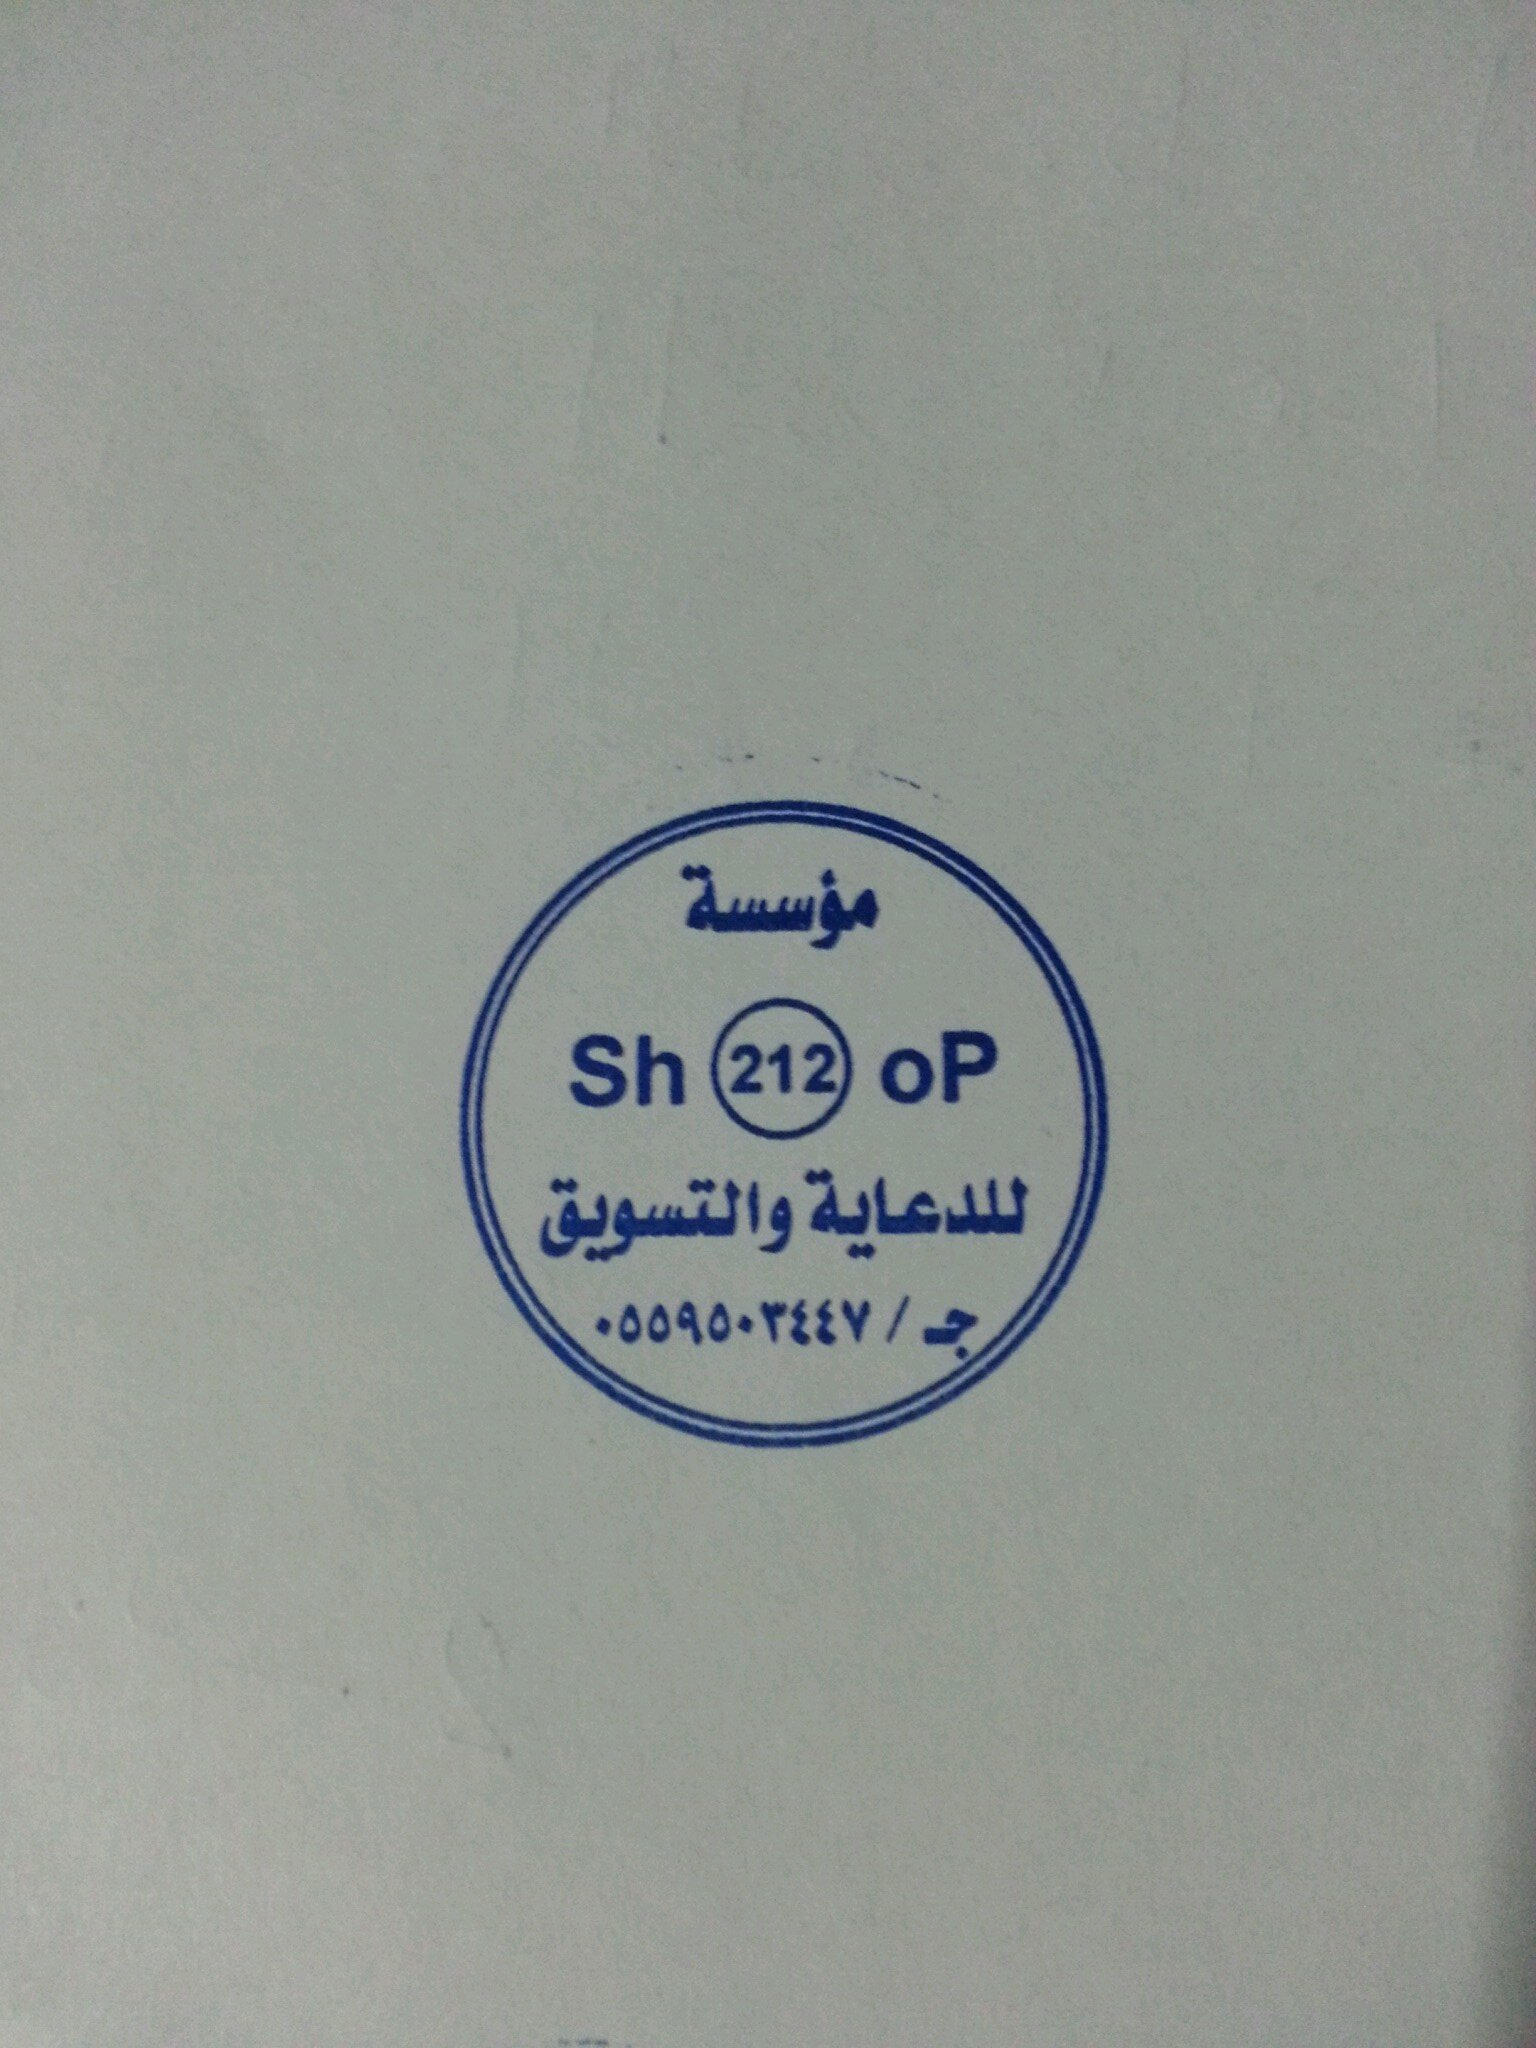 مؤسسة
Sh 212 oP
للدعاية والتسويق
جـ / ٠٥٥٩٥٠٣٤٤٧